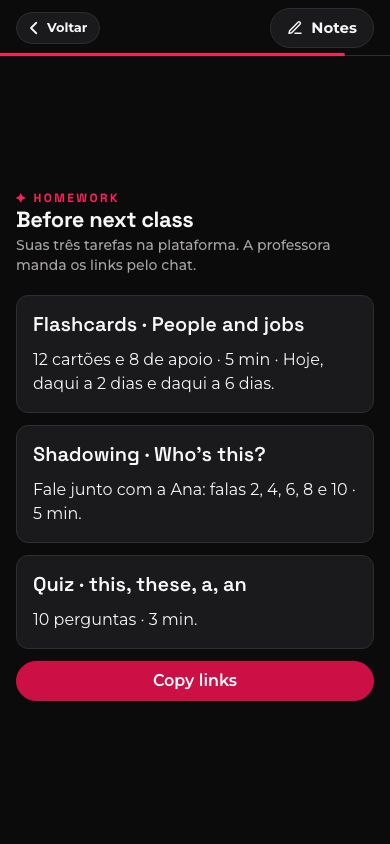 Voltar
Notes
HOMEWORK
Before next class
Suas três tarefas na plataforma. A professora
manda os links pelo chat.
Flashcards · People and jobs
12 cartões e 8 de apoio · 5 min · Hoje,
daqui a 2 dias e daqui a 6 dias.
Shadowing · Who’s this?
Fale junto com a Ana: falas 2, 4, 6, 8 e 10 ·
5 min.
Quiz · this, these, a, an
10 perguntas · 3 min.
Copy links